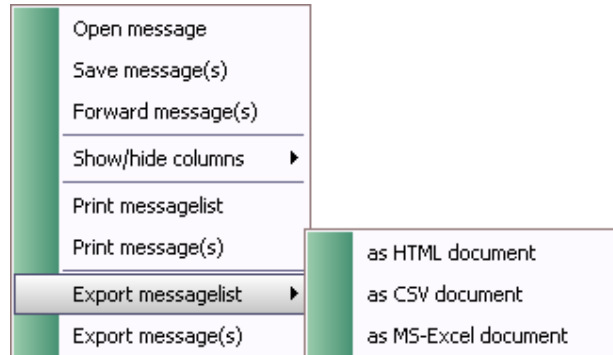 Open message
Save message(s)
Forward message(s)
Show/hide columns
Print messagelist
Print message(s)
Export messagelist
Export message(s)
as HTML document
as CSV document
as MS-Excel document